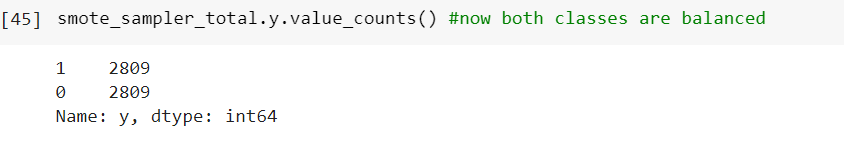 [45] smote_sampler_total.y.value_counts() #now both classes are balanced
1    2809
0    2809
Name: y, dtype: int64